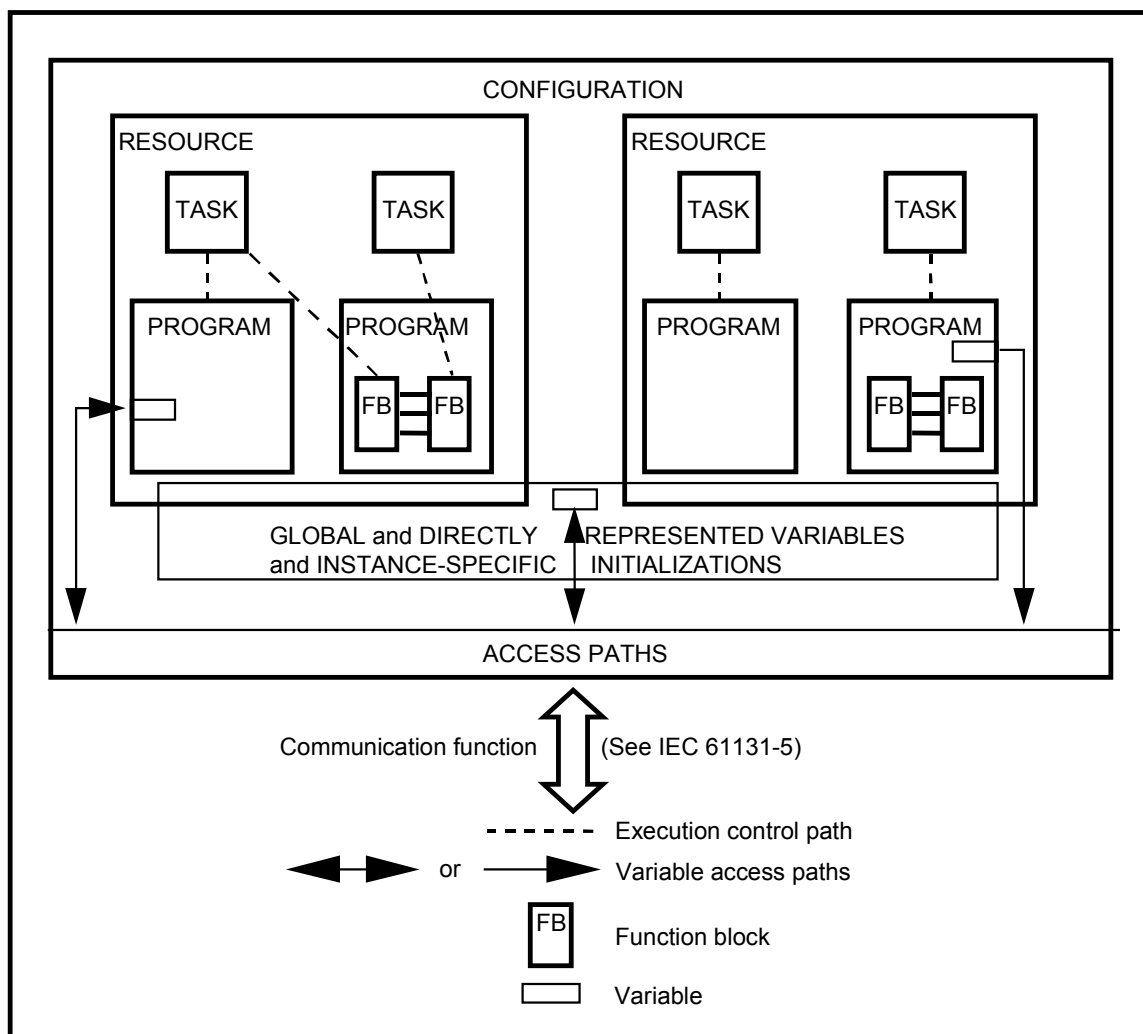 CONFIGURATION
RESOURCE
RESOURCE
TASK
TASK
TASK
TASK
PROGRAM
PROGRAM
PROGRAM
PROGRAM
FB
FB
FB
FB
GLOBAL and DIRECTLY REPRESENTED VARIABLES
and INSTANCE-SPECIFIC INITIALIZATIONS
ACCESS PATHS
Communication function (See IEC 61131-5)
Execution control path
or Variable access paths
FB
Function block
Variable